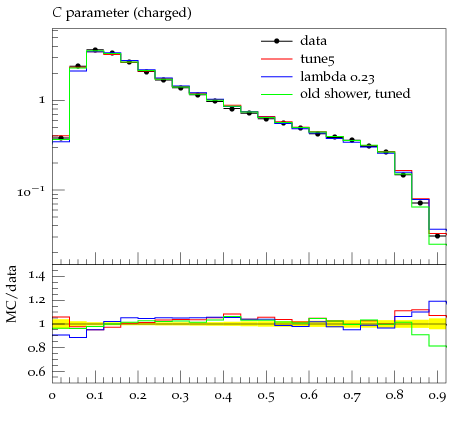 C parameter (charged)
data
tune5
lambda 0.23
old shower, tuned
1
10⁻¹
MC/data
1.4
1.2
1
0.8
0.6
0 0.1 0.2 0.3 0.4 0.5 0.6 0.7 0.8 0.9